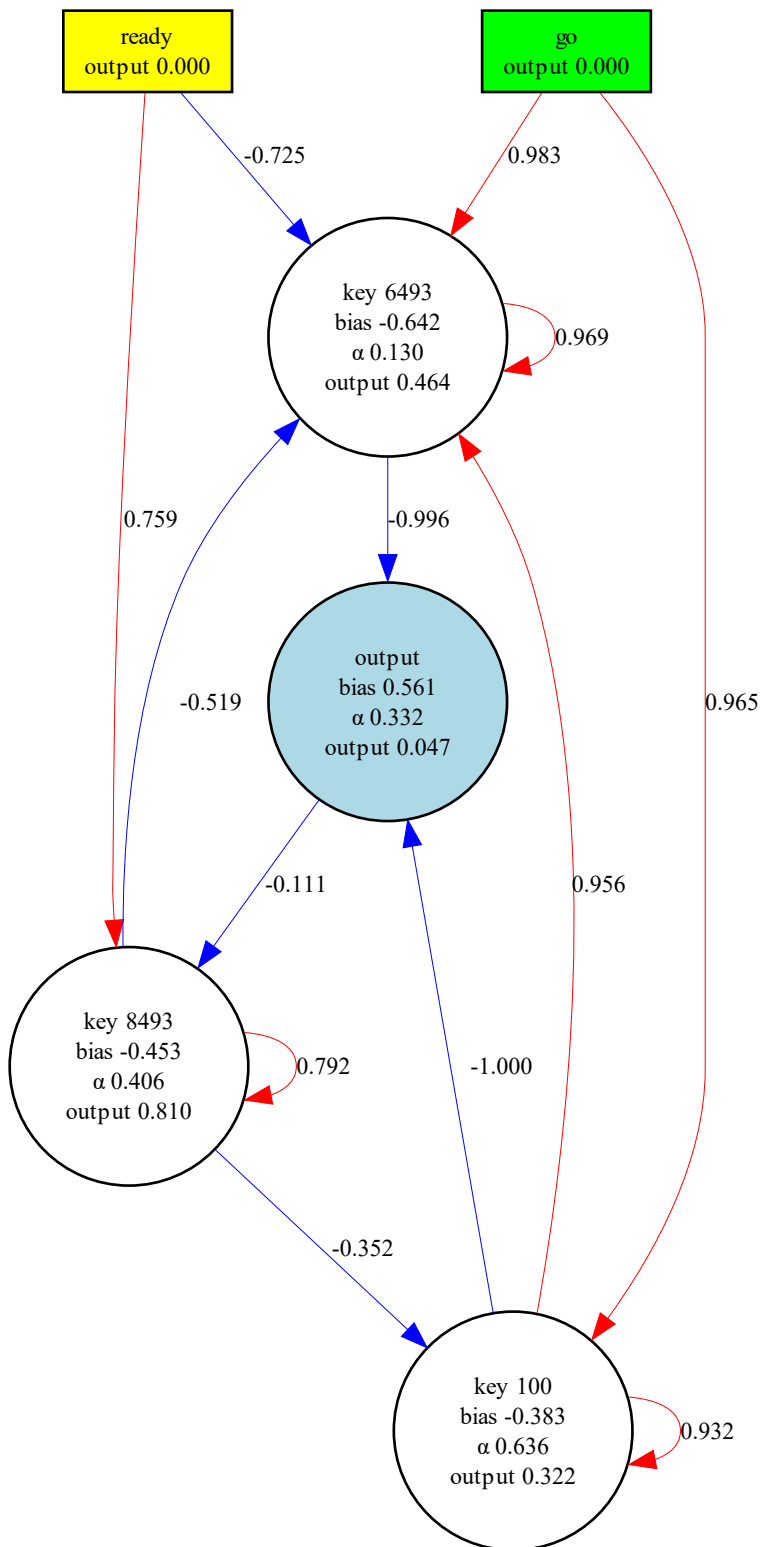 ready
output 0.000
go
output 0.000
-0.725
0.983
key 6493
bias -0.642
α 0.130
output 0.464
0.969
0.759
-0.996
-0.519
output
bias 0.561
α 0.332
output 0.047
0.965
-0.111
0.956
key 8493
bias -0.453
α 0.406
output 0.810
0.792
-1.000
-0.352
key 100
bias -0.383
α 0.636
output 0.322
0.932